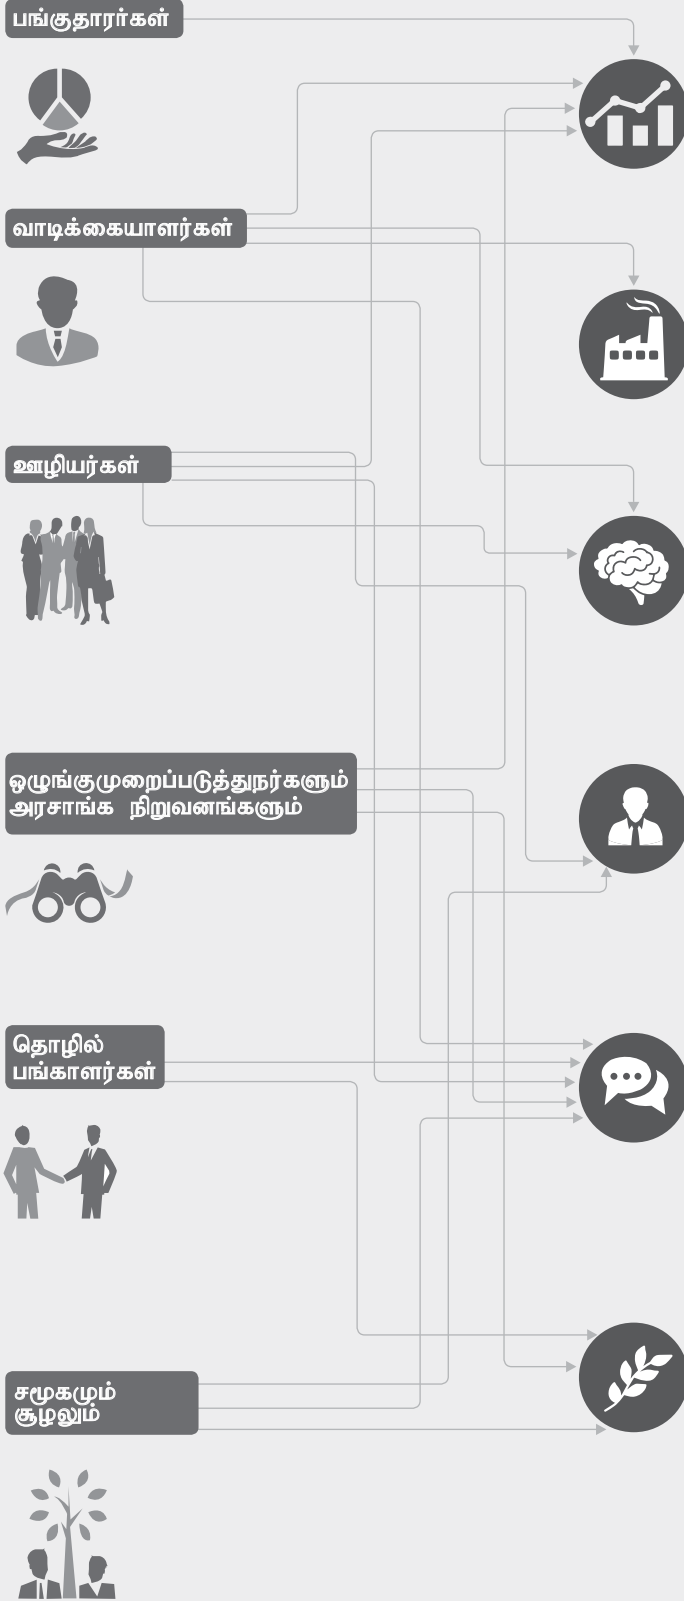 பங்குதாரர்கள்
வாடிக்கையாளர்கள்
ஊழியர்கள்
ஒழுங்குமுறைப்படுத்துநர்களும்
அரசாங்க நிறுவனங்களும்
தொழில்
பங்காளர்கள்
சமூகமும்
சூழலும்